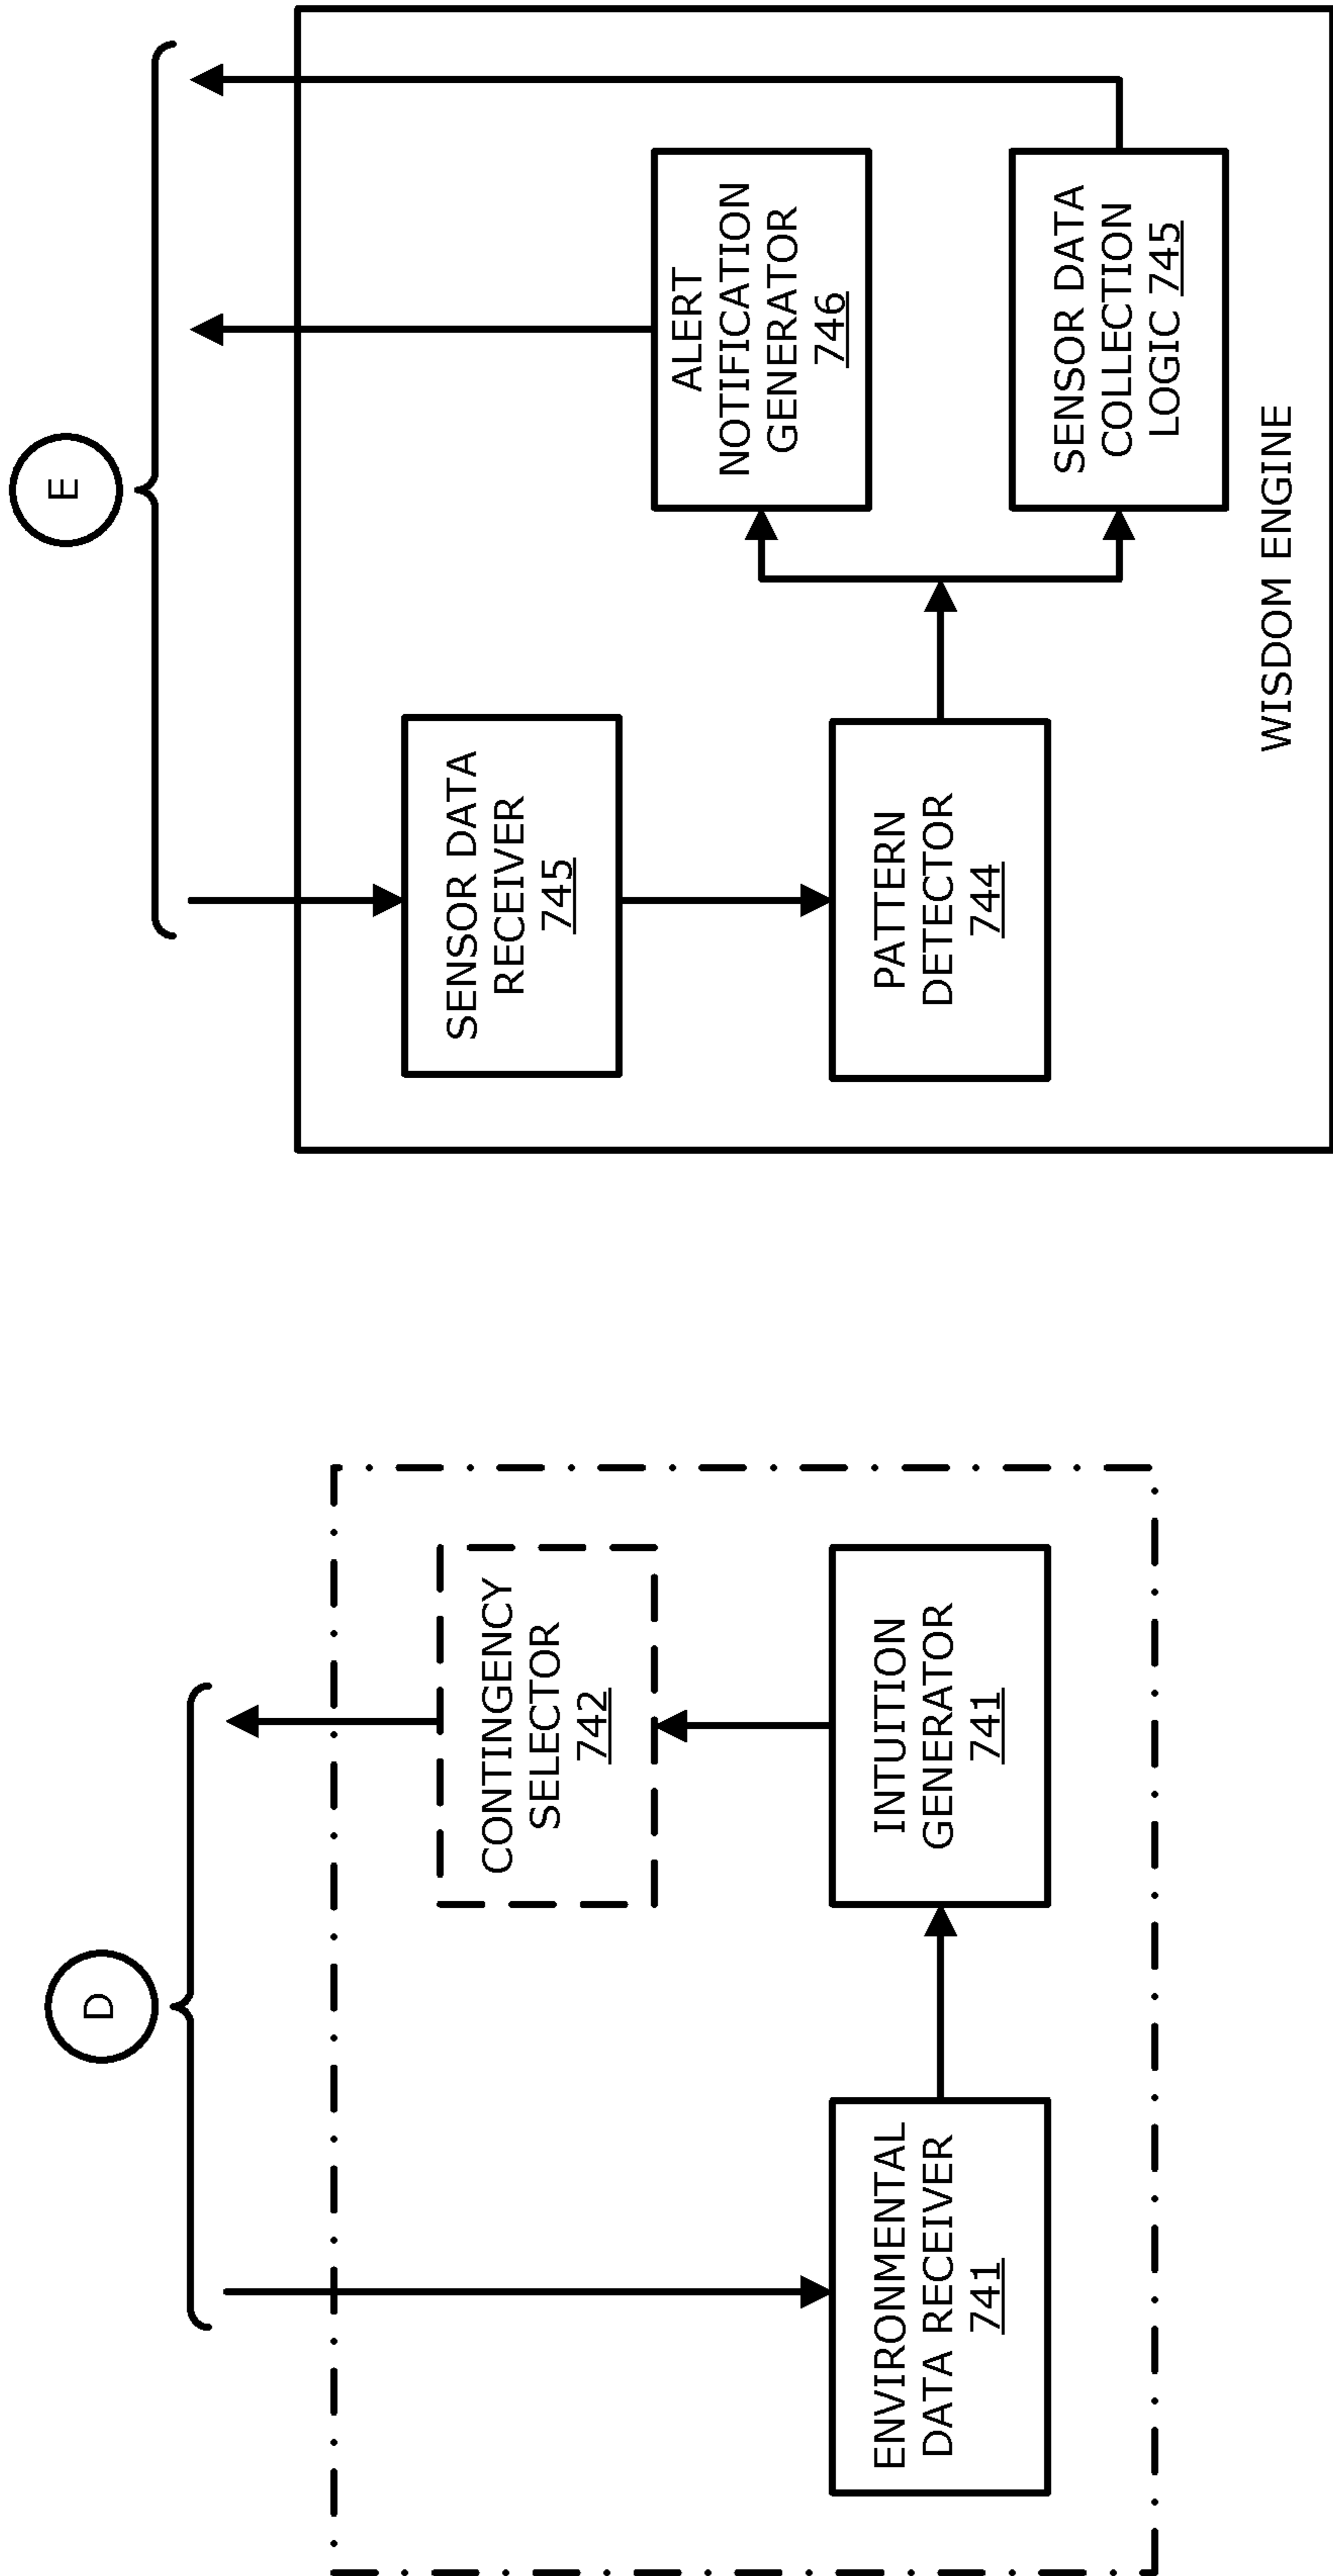 D
CONTINGENCY
SELECTOR
742
ENVIRONMENTAL
DATA RECEIVER
741
INTUITION
GENERATOR
741
E
SENSOR DATA
RECEIVER
745
ALERT
NOTIFICATION
GENERATOR
746
PATTERN
DETECTOR
744
SENSOR DATA
COLLECTION
LOGIC 745
WISDOM ENGINE